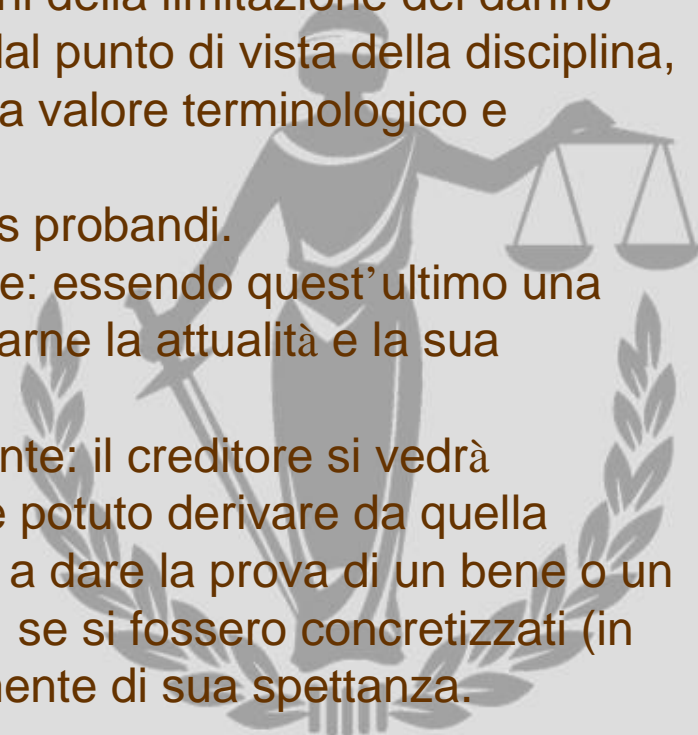 ni della limitazione del danno
dal punto di vista della disciplina,
a valore terminologico e
s probandi.
e: essendo quest’ultimo una
arne la attualità e la sua
nte: il creditore si vedrà
e potuto derivare da quella
a dare la prova di un bene o un
se si fossero concretizzati (in
mente di sua spettanza.